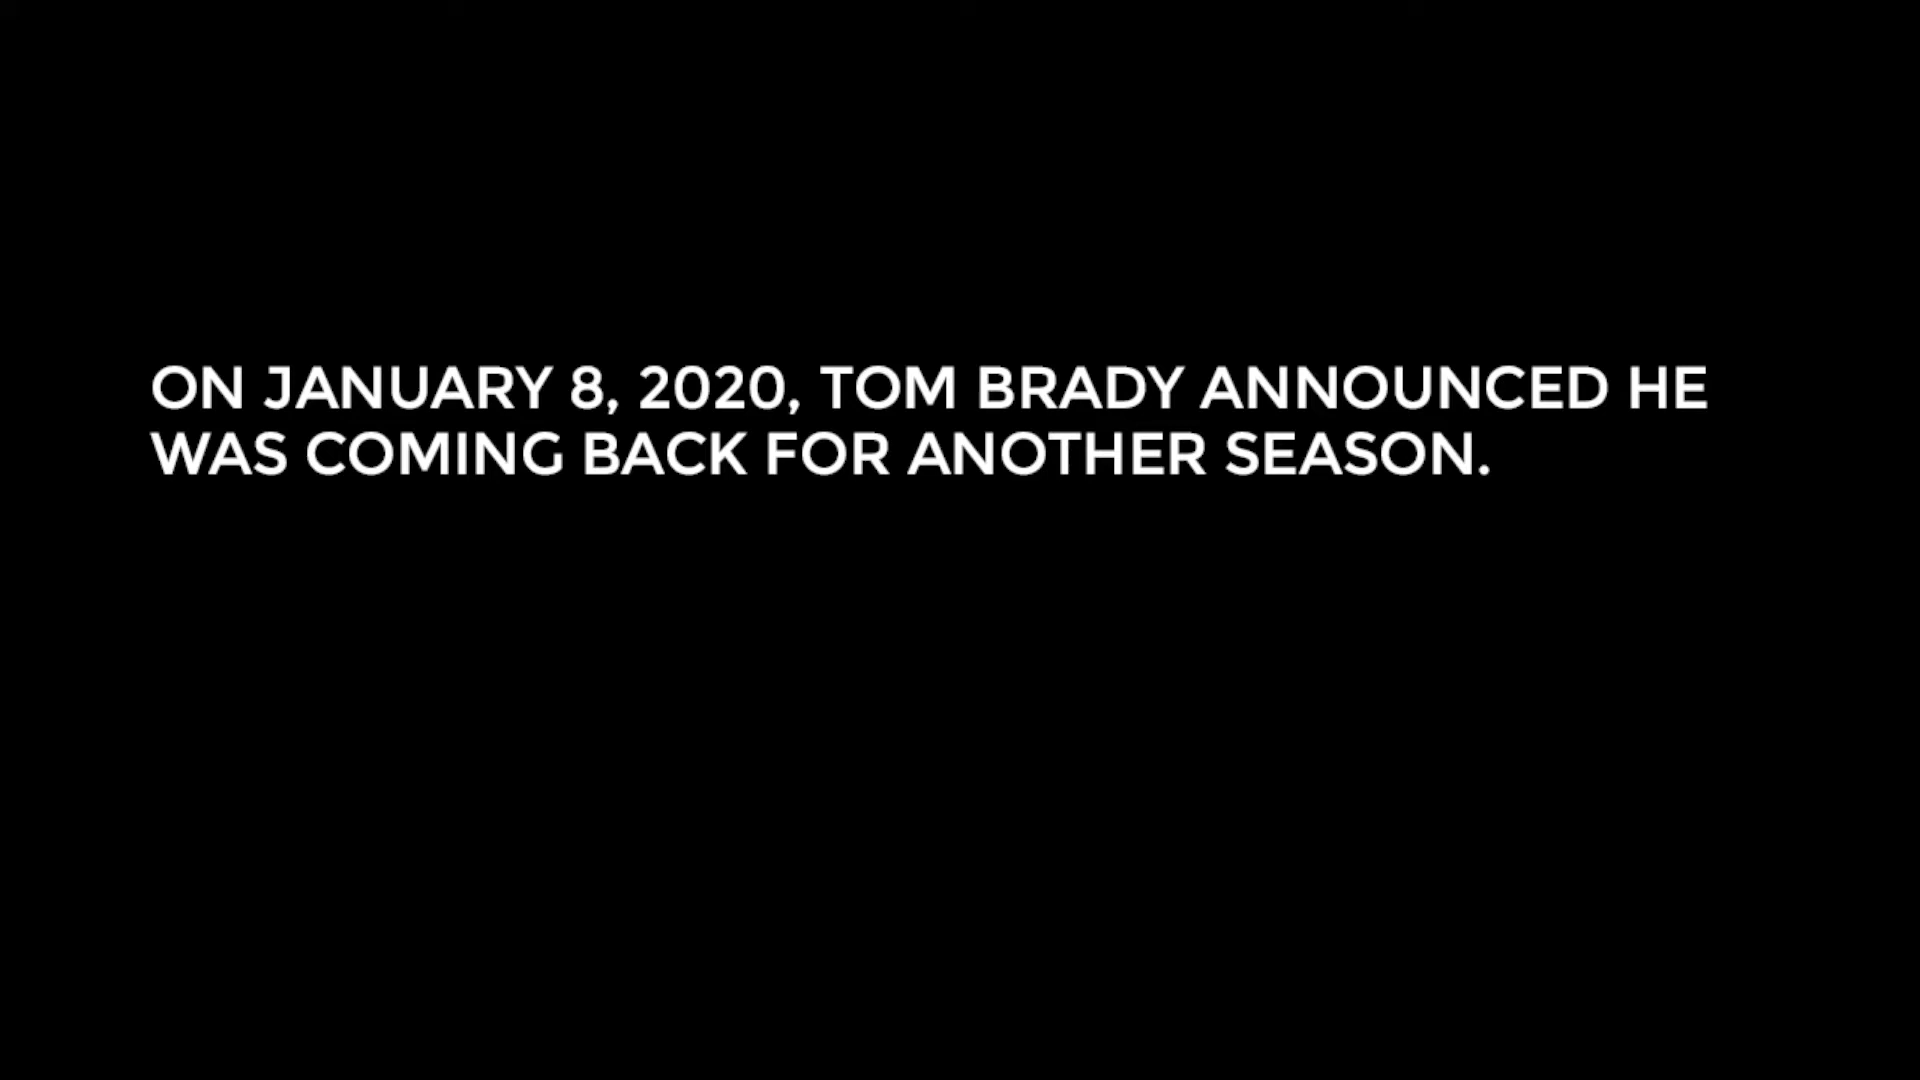 ON JANUARY 8, 2020, TOM BRADY ANNOUNCED HE
WAS COMING BACK FOR ANOTHER SEASON.